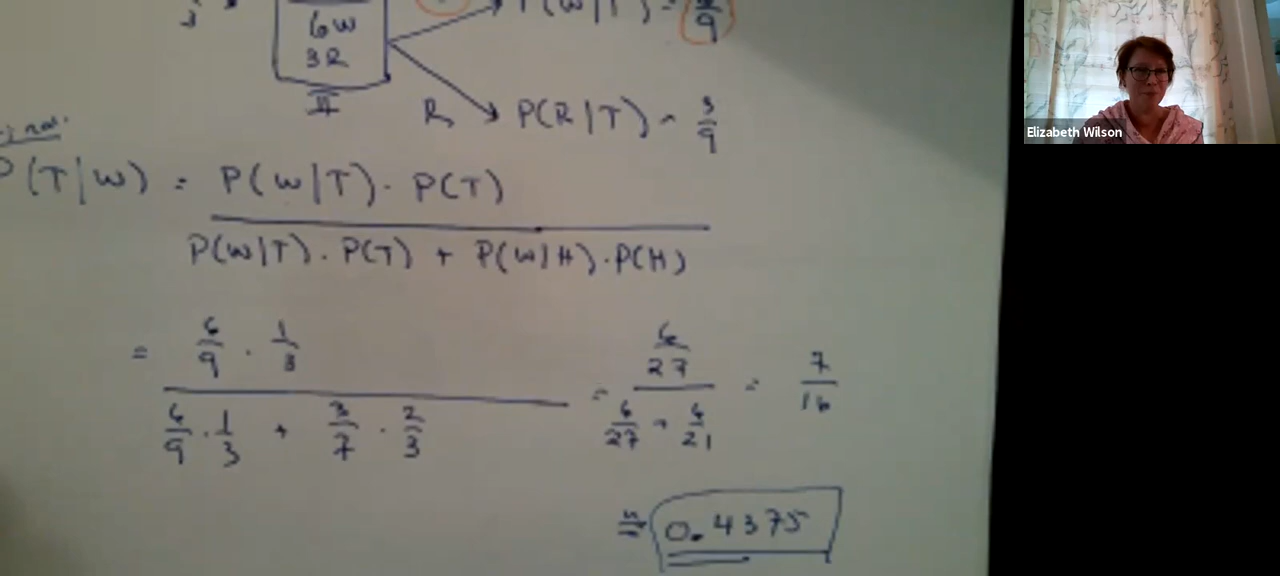 6W
P(W|T) = 6/9
3R
II
R P(R|T) = 3/9
Elizabeth Wilson
P(T|W) = P(W|T) · P(T)
P(W|T) · P(T) + P(W|H) · P(H)
= 6/9 · 1/3
6/9 · 1/3 + 3/7 · 2/3
= 6/27
6/27 + 6/21
= 7/16
≈ 0.4375